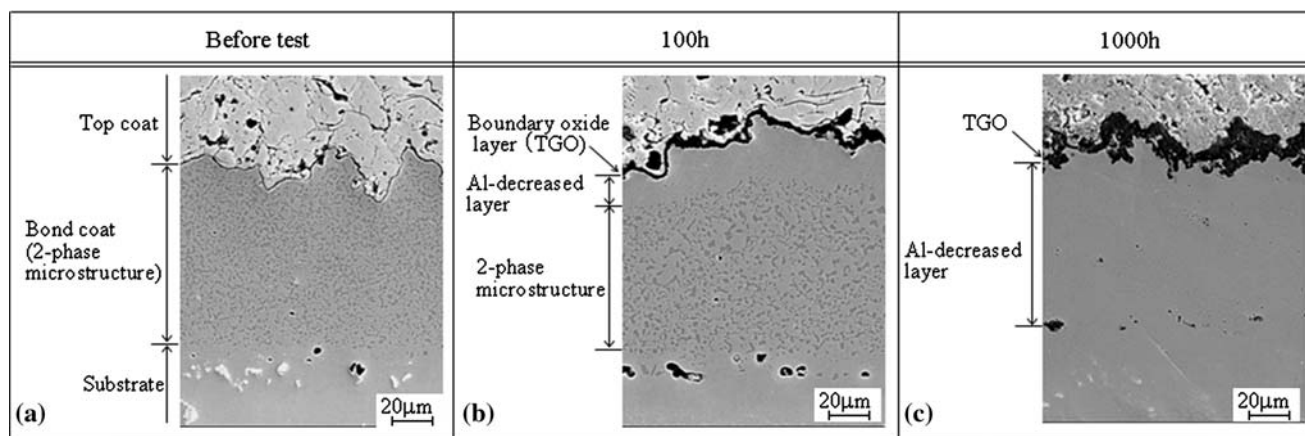 Before test
100h
1000h
Top coat
Bond coat
(2-phase
microstructure)
Substrate
(a)
20μm
Boundary oxide
layer (TGO)
Al-decreased
layer
2-phase
microstructure
(b)
20μm
TGO
Al-decreased
layer
(c)
20μm